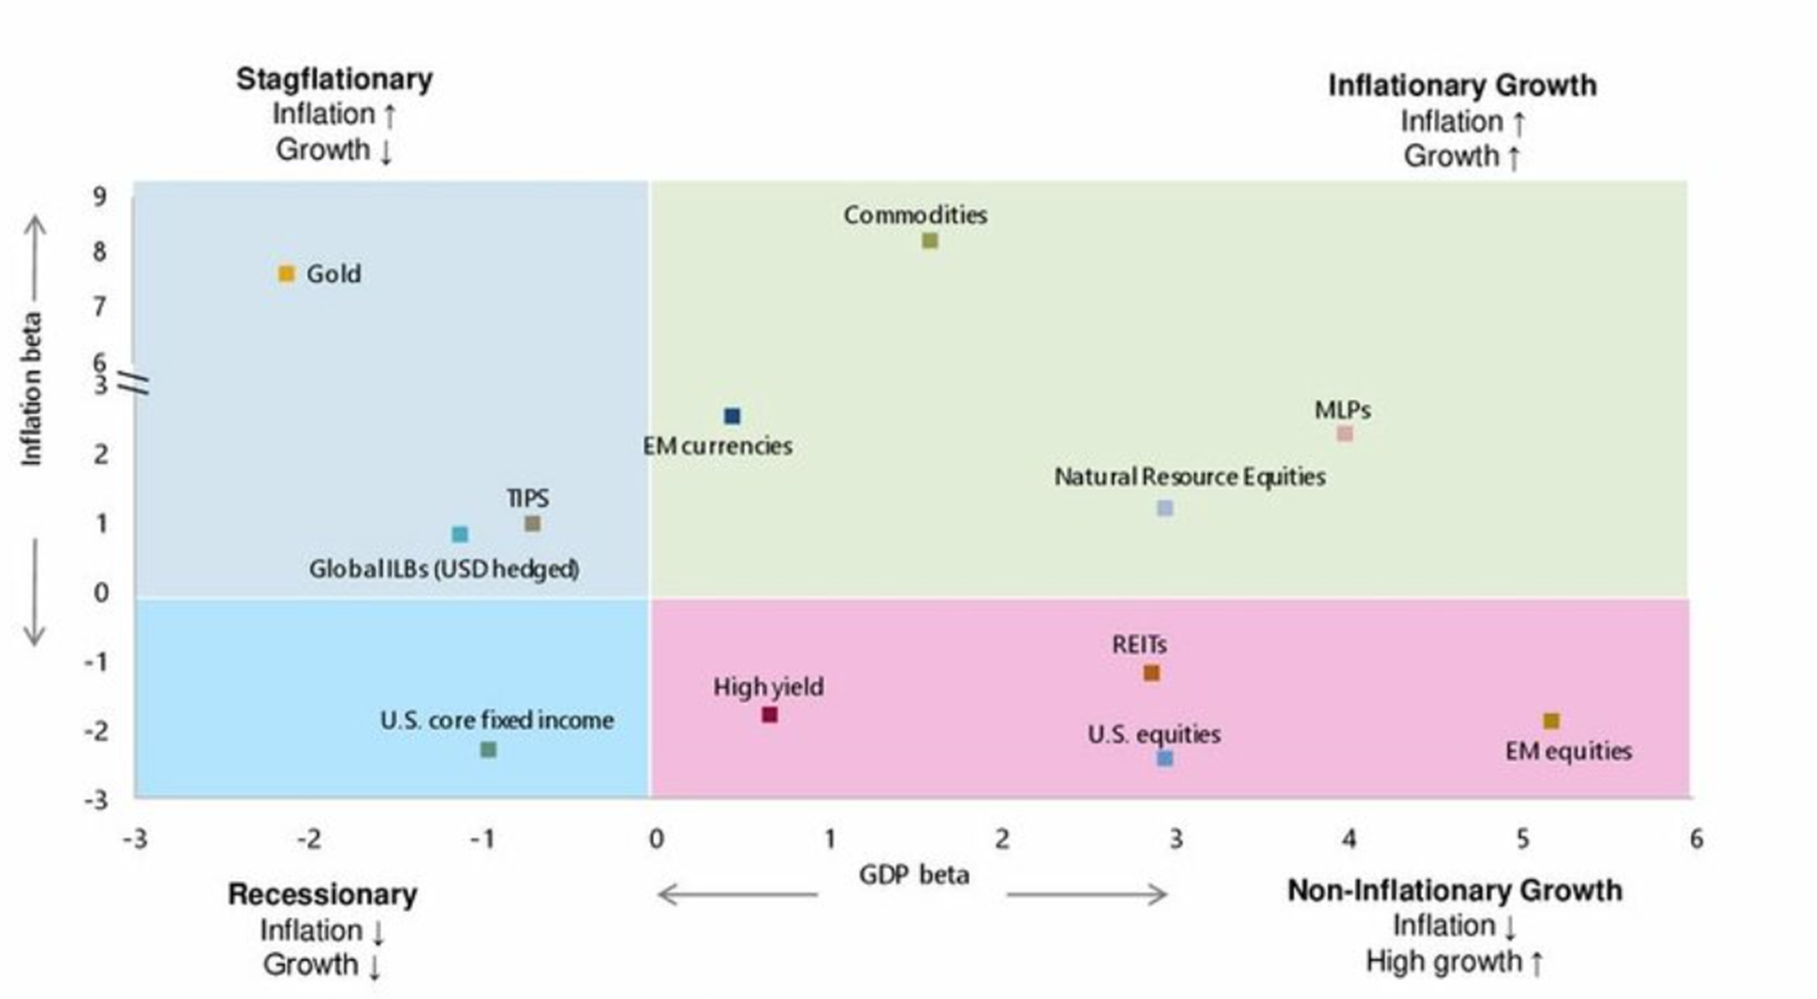 Stagflationary
Inflation ↑
Growth ↓
Inflationary Growth
Inflation ↑
Growth ↑
Inflation beta
9
8
7
6
3
2
1
0
-1
-2
-3
Commodities
Gold
EM currencies
MLPs
Natural Resource Equities
TIPS
Global ILBs (USD hedged)
REITs
High yield
U.S. core fixed income
U.S. equities
EM equities
-3 -2 -1 0 1 2 3 4 5 6
GDP beta
Recessionary
Inflation ↓
Growth ↓
Non-Inflationary Growth
Inflation ↓
High growth ↑